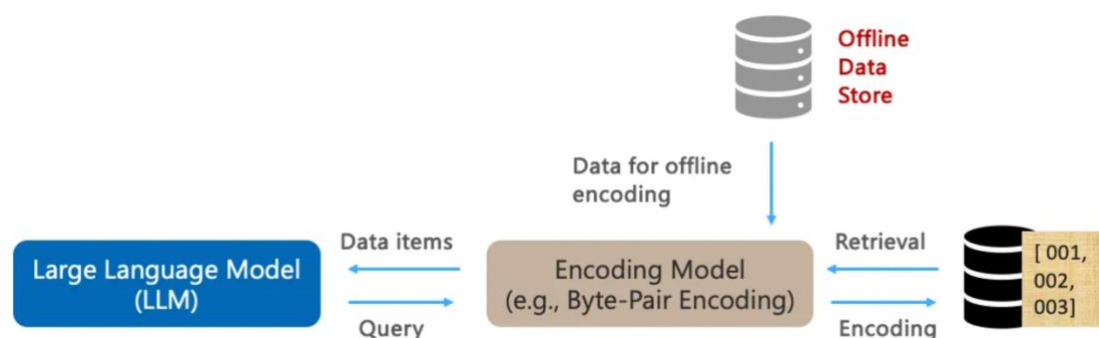 Offline
Data
Store
Data for offline
encoding
Large Language Model
(LLM)
Data items
Query
Encoding Model
(e.g., Byte-Pair Encoding)
Retrieval
Encoding
[ 001,
002,
003]